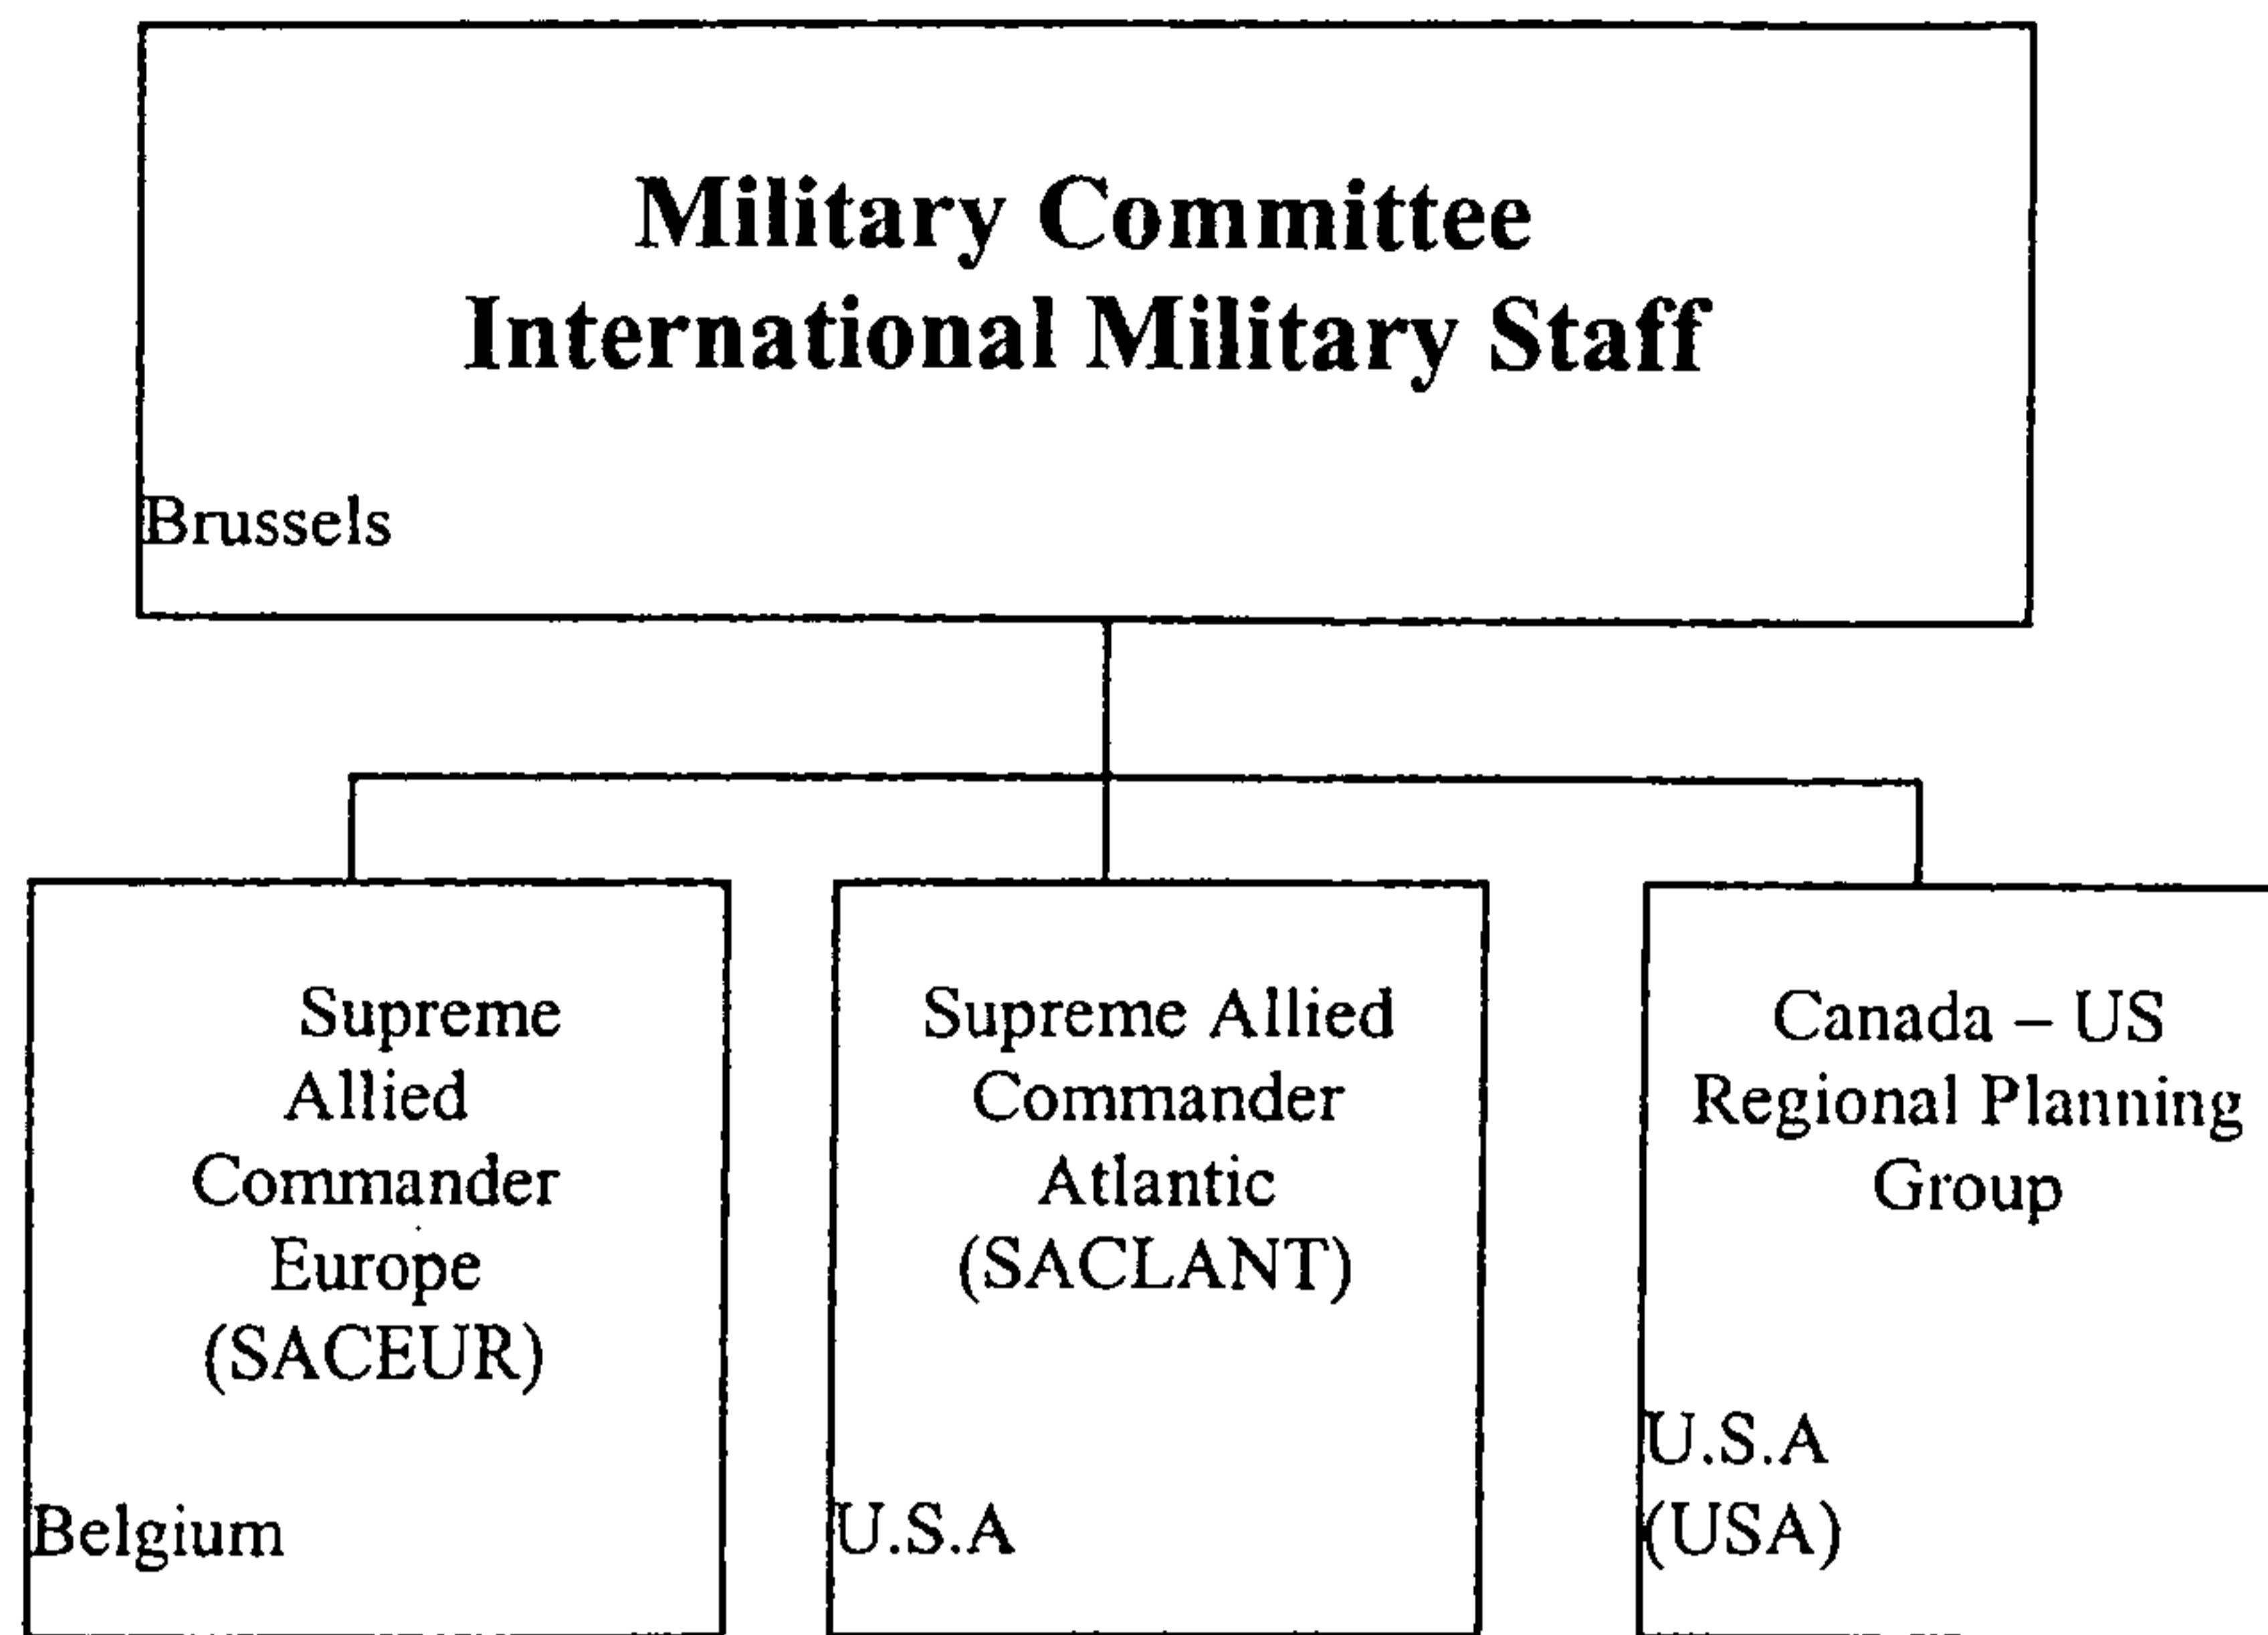 Military Committee
International Military Staff
Brussels
Supreme
Allied
Commander
Europe
(SACEUR)
Belgium
Supreme Allied
Commander
Atlantic
(SACLANT)
U.S.A
Canada – US
Regional Planning
Group
U.S.A
(USA)